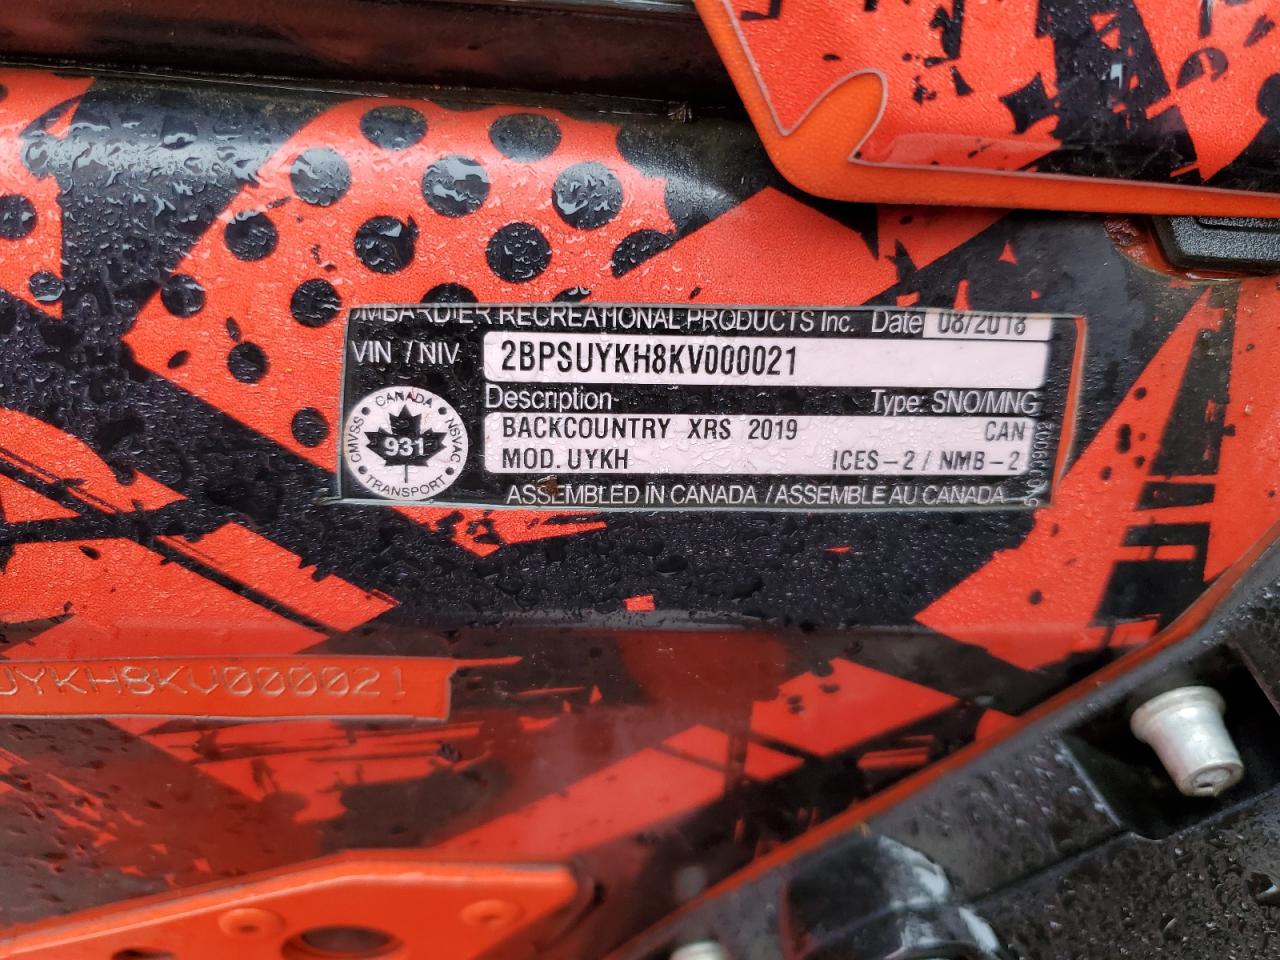 OMBARDIER RECREATIONAL PRODUCTS Inc. Date 08/2018
VIN / NIV 2BPSUYKH8KV000021
Description Type: SNO/MNG
BACKCOUNTRY XRS 2019 CAN
MOD. UYKH ICES-2 / NMB-2
ASSEMBLED IN CANADA / ASSEMBLE AU CANADA
CANADA
CMVSS 931 NSVAC
TRANSPORT
UYKH8KV000021